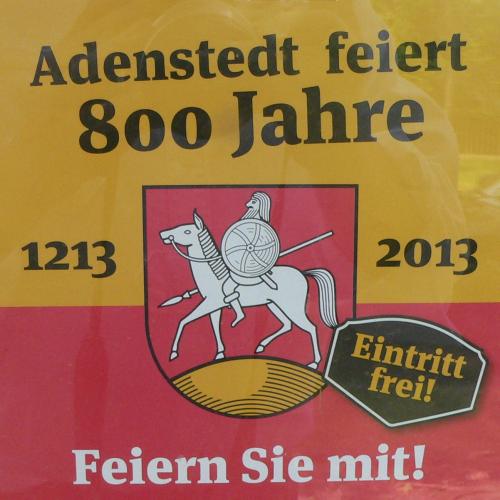 Adenstedt feiert
800 Jahre
1213
2013
Eintritt
frei!
Feiern Sie mit!